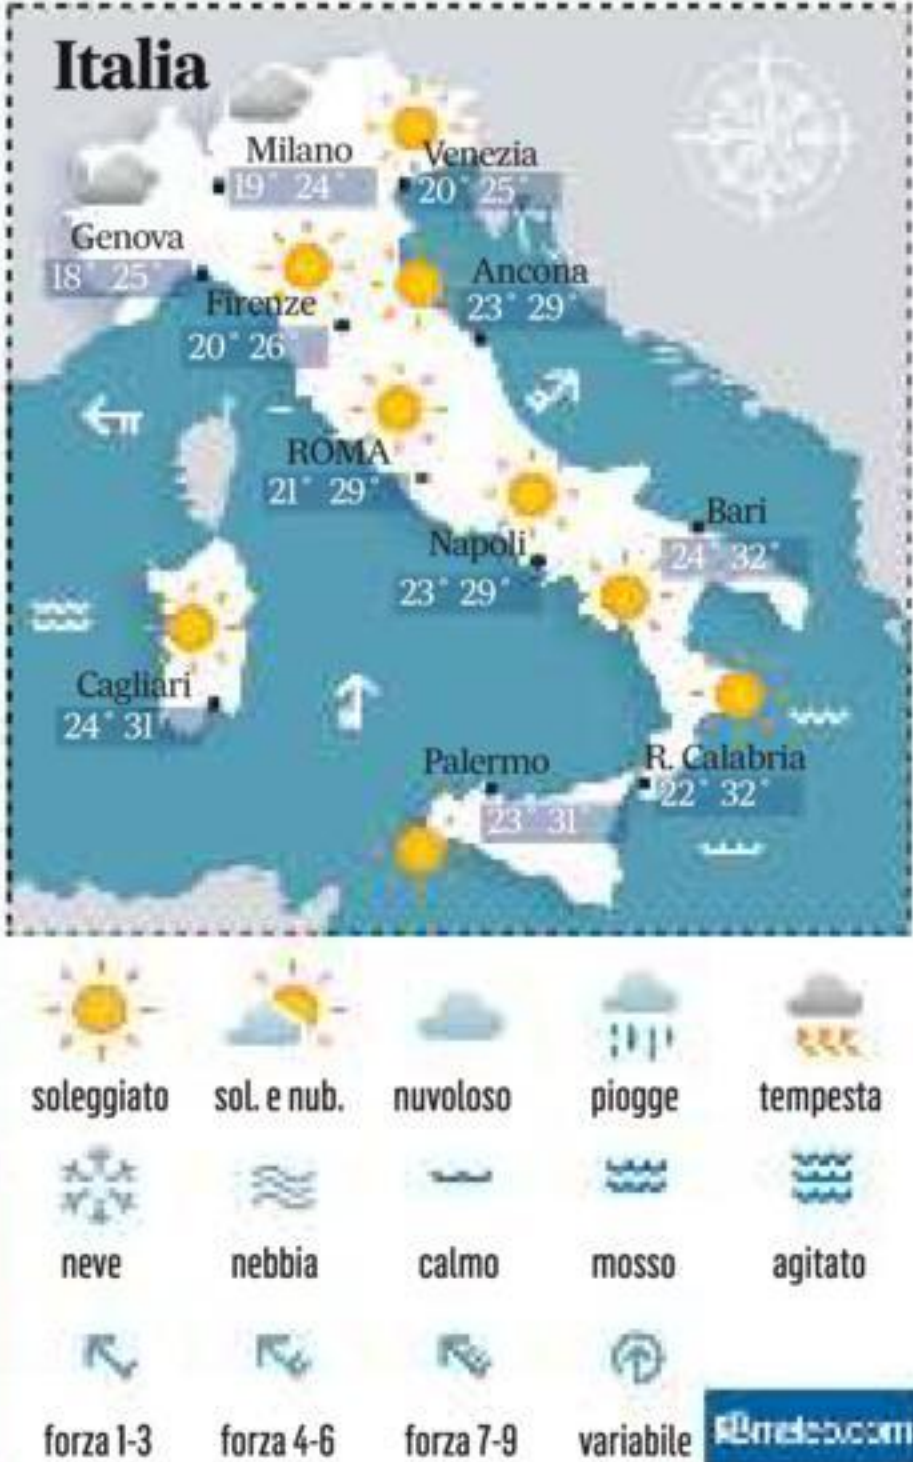 Italia
Milano
19° 24°
Venezia
20° 25°
Genova
18° 25°
Firenze
20° 26°
Ancona
23° 29°
ROMA
21° 29°
Napoli
23° 29°
Bari
24° 32°
Cagliari
24° 31°
Palermo
23° 31°
R. Calabria
22° 32°
soleggiato sol. e nub. nuvoloso piogge tempesta
neve nebbia calmo mosso agitato
forza 1-3 forza 4-6 forza 7-9 variabile